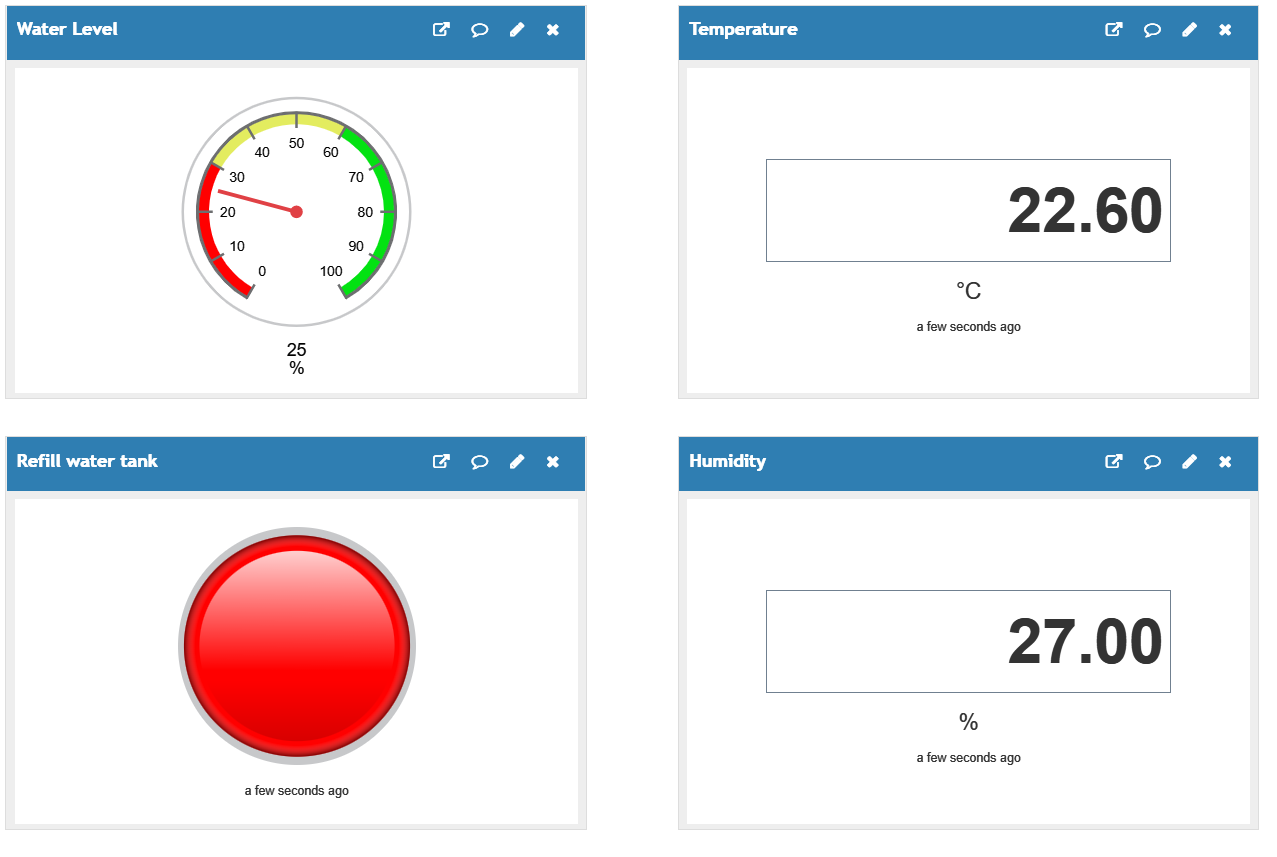 Water Level
50
40
60
30
70
20
80
10
90
0
100
25
%
Temperature
22.60
°C
a few seconds ago
Refill water tank
a few seconds ago
Humidity
27.00
%
a few seconds ago